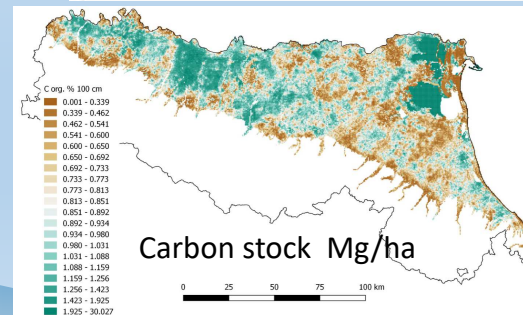 C org. % 100 cm
0.001 - 0.339
0.339 - 0.462
0.462 - 0.541
0.541 - 0.600
0.600 - 0.650
0.650 - 0.692
0.692 - 0.733
0.733 - 0.773
0.773 - 0.813
0.813 - 0.851
0.851 - 0.892
0.892 - 0.934
0.934 - 0.980
0.980 - 1.031
1.031 - 1.088
1.088 - 1.159
1.159 - 1.256
1.256 - 1.423
1.423 - 1.925
1.925 - 30.027
Carbon stock Mg/ha
0 25 50 75 100 km